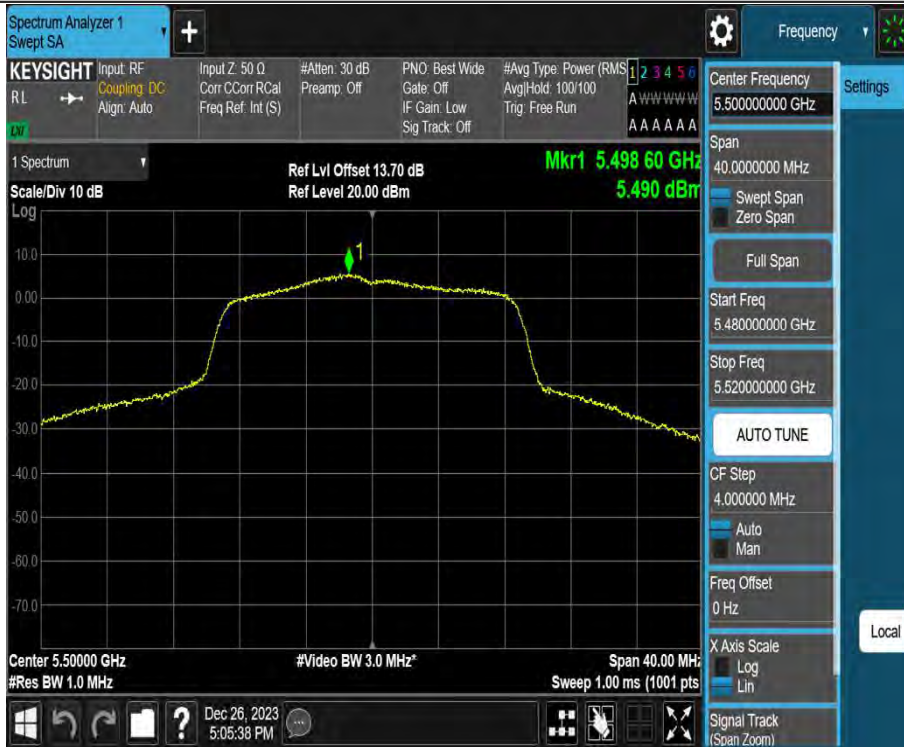 Spectrum Analyzer 1
Swept SA
+
Frequency
KEYSIGHT
RL
LXI
Input: RF
Coupling: DC
Align: Auto
Input Z: 50 Ω
Corr CCorr RCal
Freq Ref: Int (S)
#Atten: 30 dB
Preamp: Off
PNO: Best Wide
Gate: Off
IF Gain: Low
Sig Track: Off
#Avg Type: Power (RMS
Avg|Hold: 100/100
Trig: Free Run
1 2 3 4 5 6
A W W W W W
A A A A A A
1 Spectrum
Scale/Div 10 dB
Log
Ref Lvl Offset 13.70 dB
Ref Level 20.00 dBm
Mkr1 5.498 60 GHz
5.490 dBm
1
10.0
0.00
-10.0
-20.0
-30.0
-40.0
-50.0
-60.0
-70.0
Center 5.50000 GHz
#Res BW 1.0 MHz
#Video BW 3.0 MHz*
Span 40.00 MHz
Sweep 1.00 ms (1001 pts
Center Frequency
5.500000000 GHz
Span
40.0000000 MHz
Swept Span
Zero Span
Full Span
Start Freq
5.480000000 GHz
Stop Freq
5.520000000 GHz
AUTO TUNE
CF Step
4.000000 MHz
Auto
Man
Freq Offset
0 Hz
X Axis Scale
Log
Lin
Signal Track
(Span Zoom)
Settings
Local
?
Dec 26, 2023
5:05:38 PM